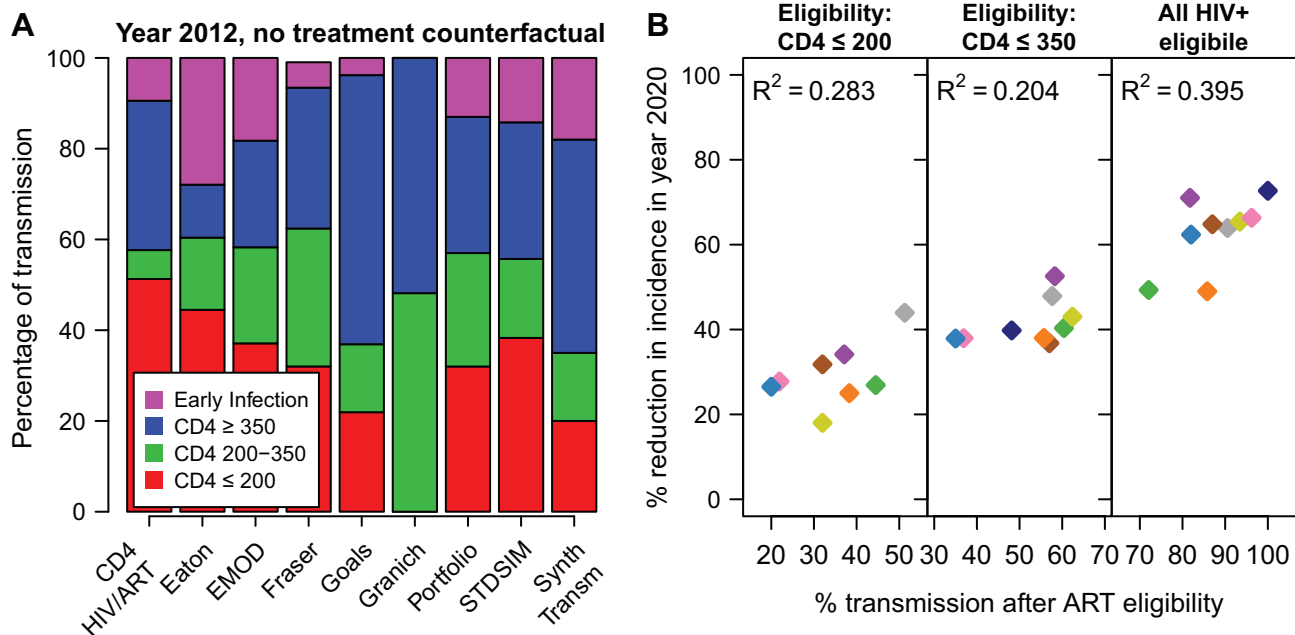 A
Year 2012, no treatment counterfactual
Percentage of transmission
100
80
60
40
20
0
Early Infection
CD4 ≥ 350
CD4 200−350
CD4 ≤ 200
CD4
HIV/ART
Eaton
EMOD
Fraser
Goals
Granich
Portfolio
STDSIM
Synth
Transm
B
Eligibility:
CD4 ≤ 200
Eligibility:
CD4 ≤ 350
All HIV+
eligibile
% reduction in incidence in year 2020
100
80
60
40
20
0
R² = 0.283
R² = 0.204
R² = 0.395
20 30 40 50
30 40 50 60 70
70 80 90 100
% transmission after ART eligibility